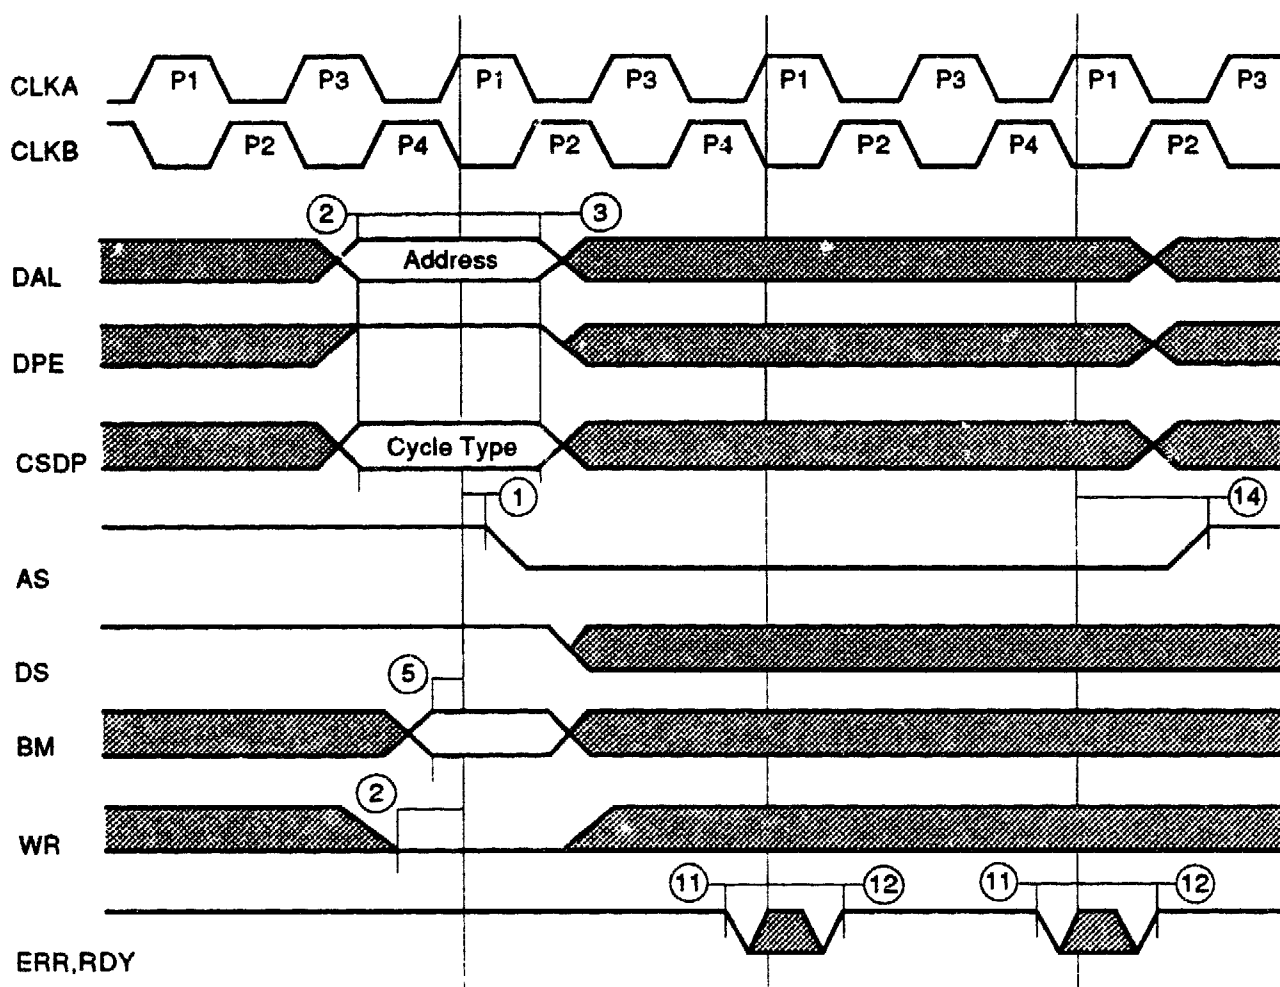 CLKA P1 P3 P1 P3 P1 P3 P1 P3
CLKB P2 P4 P2 P4 P2 P4 P2
2 3
DAL Address
DPE
CSDP Cycle Type
1 14
AS
DS
5
BM
2
WR
11 12 11 12
ERR,RDY